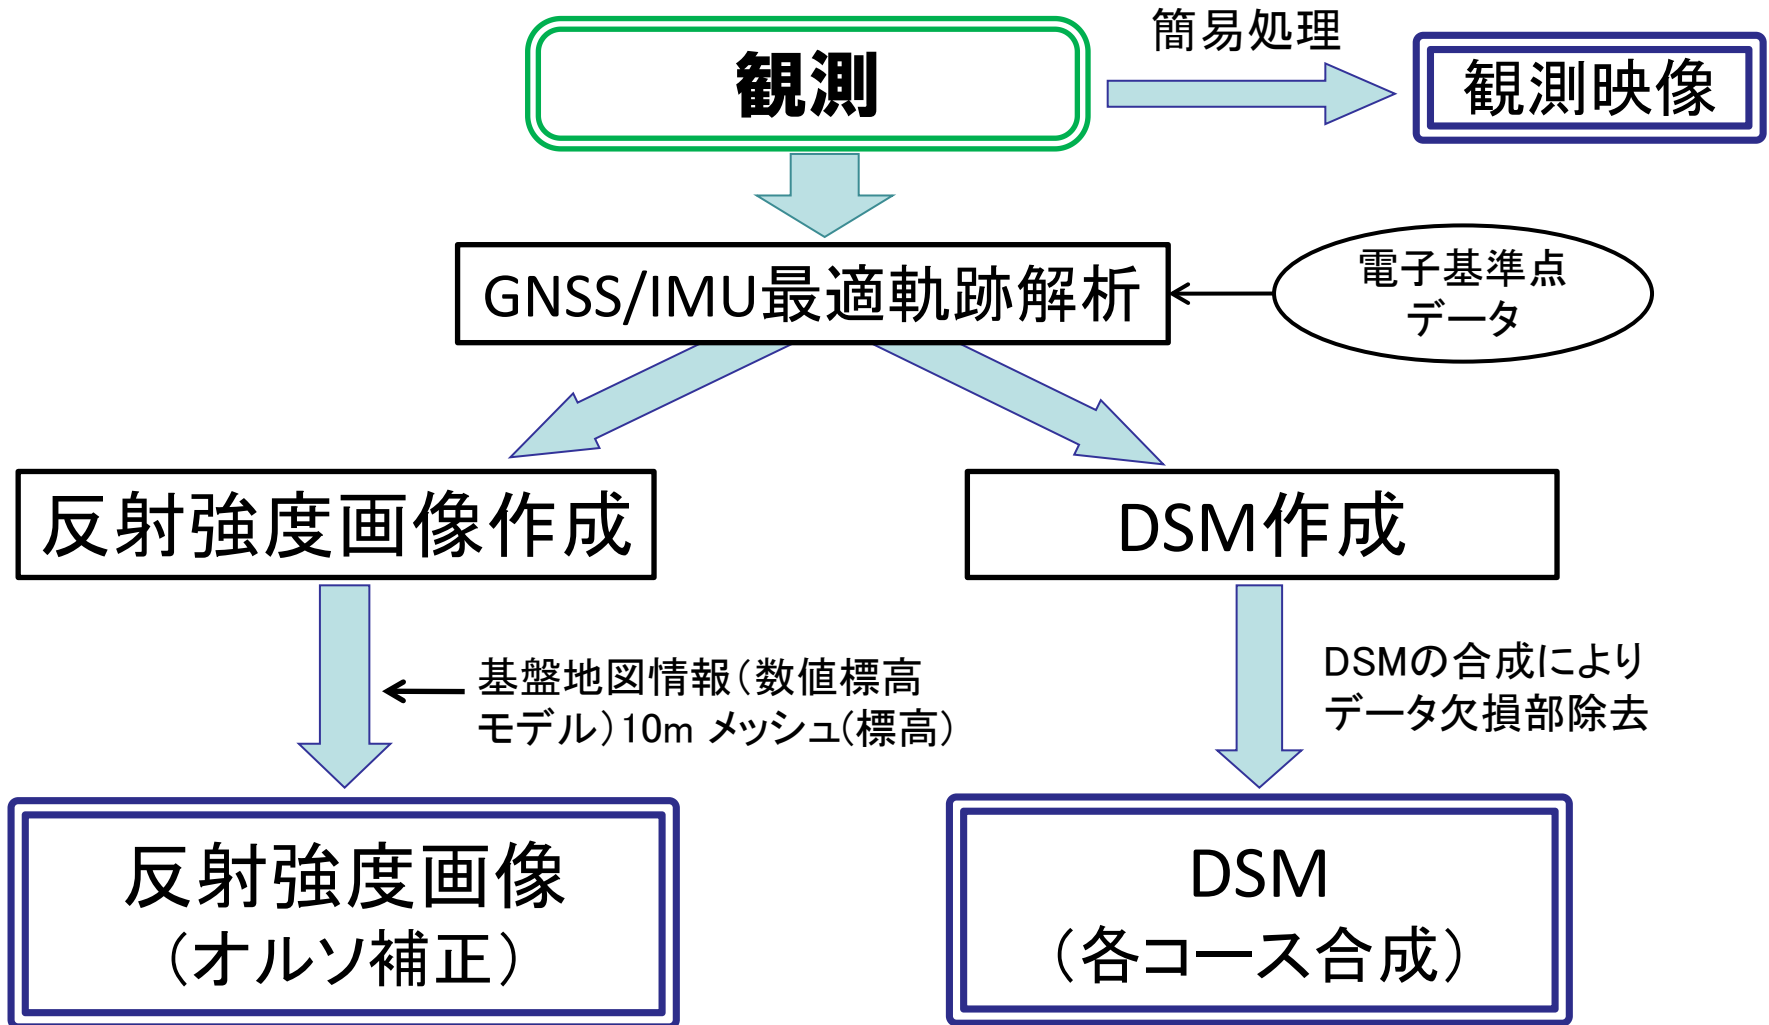 簡易処理
観測
観測映像
GNSS/IMU最適軌跡解析
電子基準点
データ
反射強度画像作成
DSM作成
基盤地図情報（数値標高
モデル）10m メッシュ(標高)
DSMの合成により
データ欠損部除去
反射強度画像
（オルソ補正）
DSM
（各コース合成）